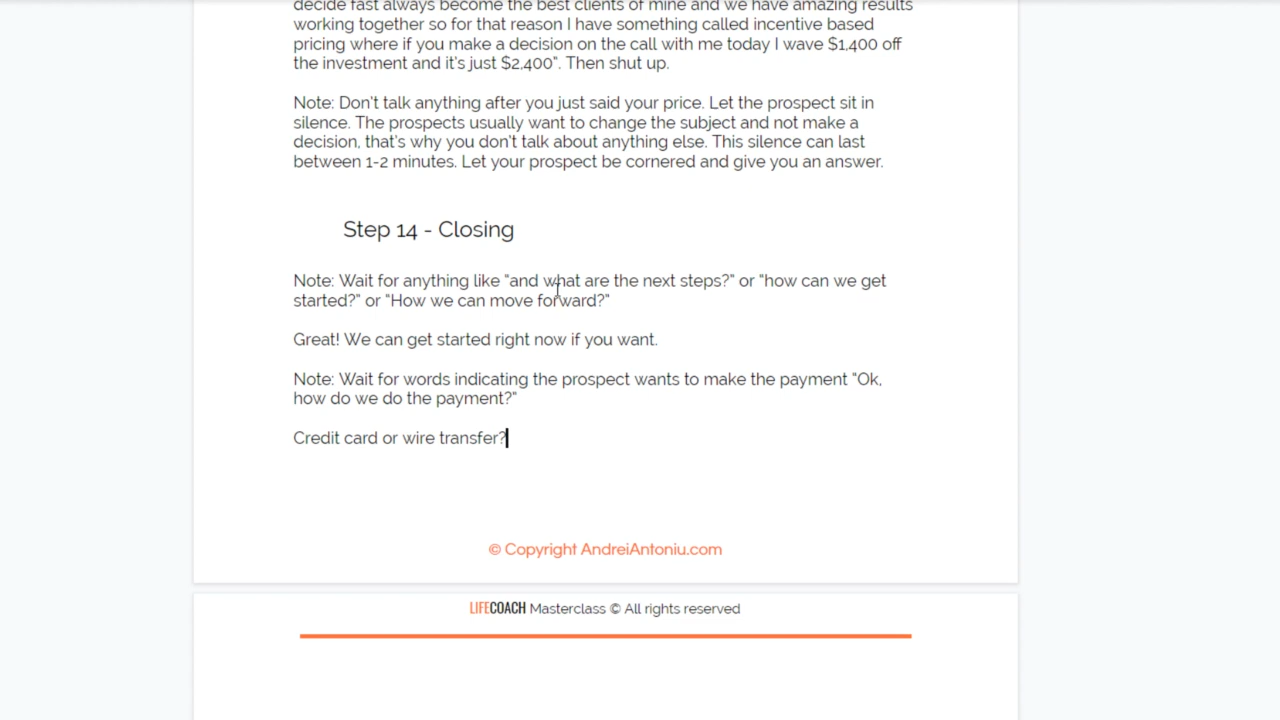 decide fast always become the best clients of mine and we have amazing results
working together so for that reason I have something called incentive based
pricing where if you make a decision on the call with me today I wave $1,400 off
the investment and it's just $2,400". Then shut up.
Note: Don't talk anything after you just said your price. Let the prospect sit in
silence. The prospects usually want to change the subject and not make a
decision, that's why you don't talk about anything else. This silence can last
between 1-2 minutes. Let your prospect be cornered and give you an answer.
Step 14 - Closing
Note: Wait for anything like "and what are the next steps?" or "how can we get
started?" or "How we can move forward?"
Great! We can get started right now if you want.
Note: Wait for words indicating the prospect wants to make the payment "Ok,
how do we do the payment?"
Credit card or wire transfer?
© Copyright AndreiAntoniu.com
LIFECOACH Masterclass © All rights reserved